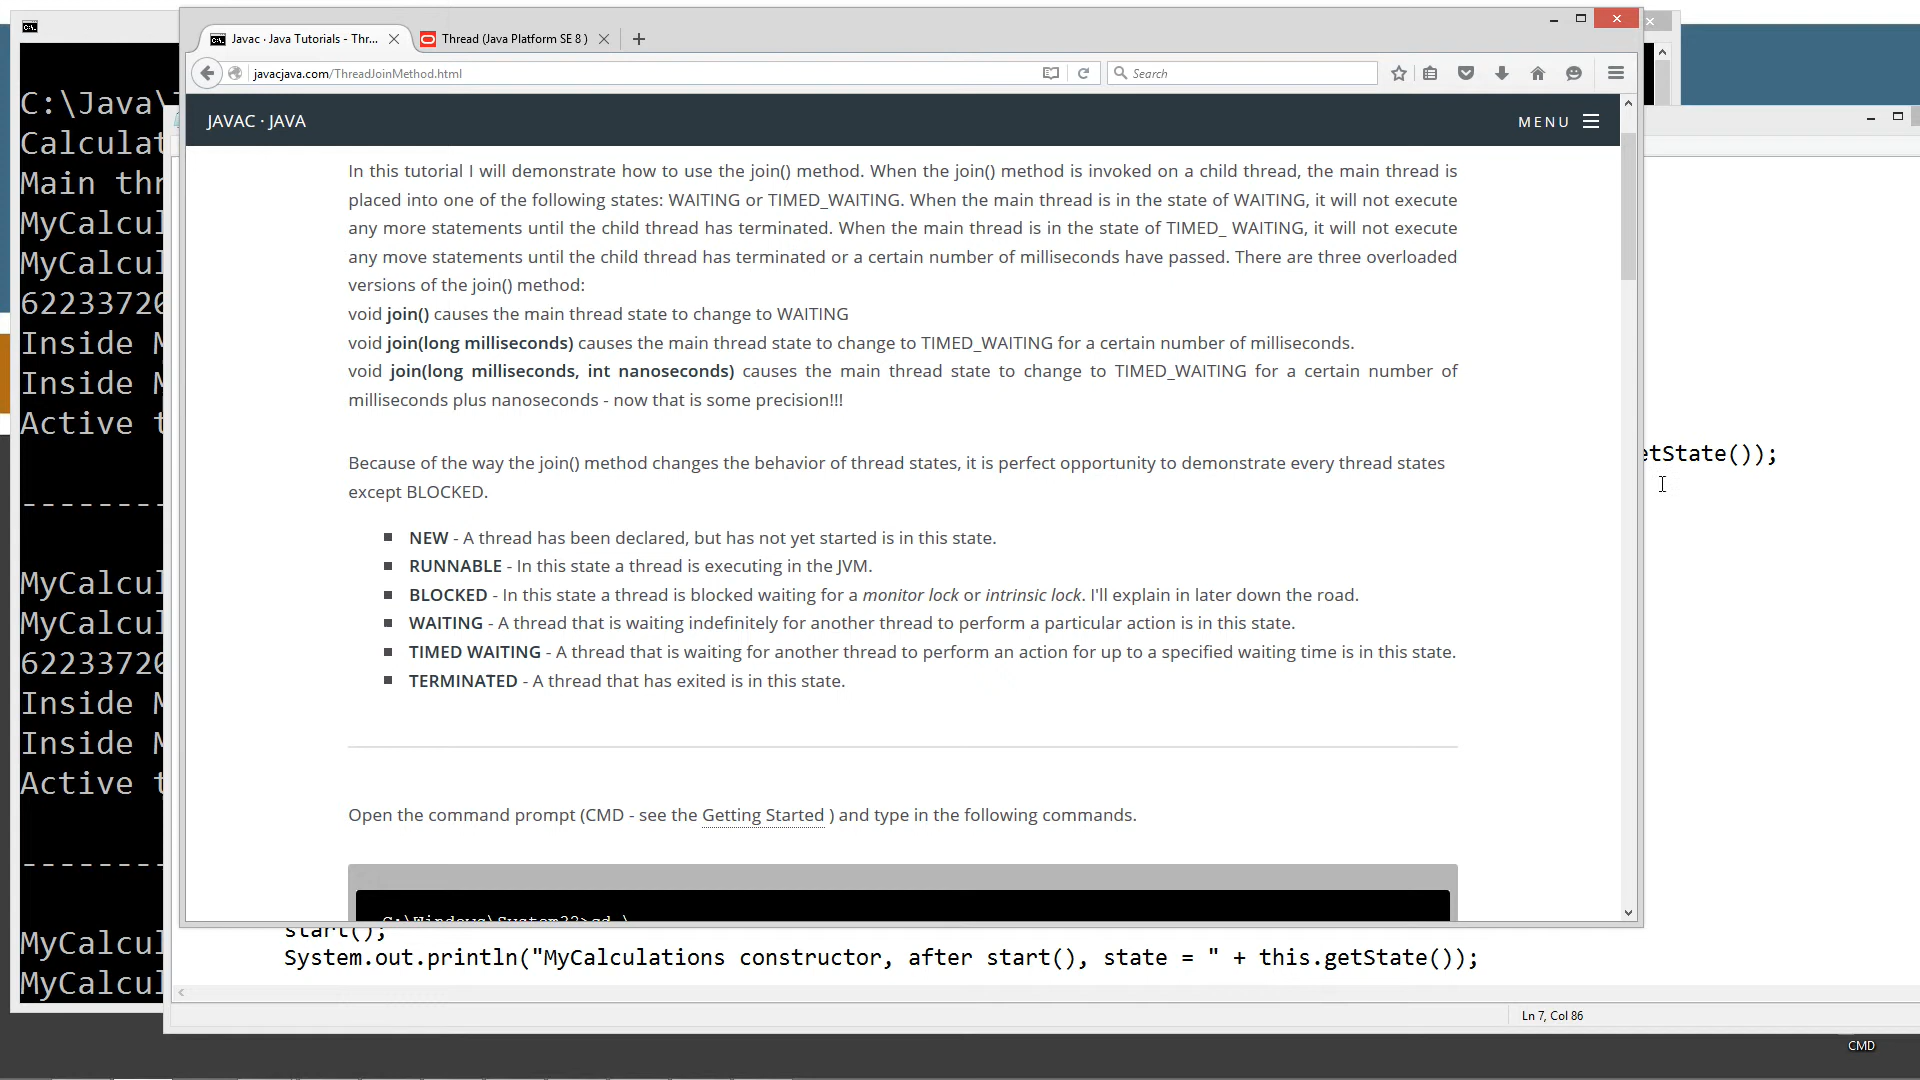 Javac · Java Tutorials - Thr...
Thread (Java Platform SE 8 )
javacjava.com/ThreadJoinMethod.html
Search
JAVAC · JAVA
MENU
In this tutorial I will demonstrate how to use the join() method. When the join() method is invoked on a child thread, the main thread is
placed into one of the following states: WAITING or TIMED_WAITING. When the main thread is in the state of WAITING, it will not execute
any more statements until the child thread has terminated. When the main thread is in the state of TIMED_ WAITING, it will not execute
any move statements until the child thread has terminated or a certain number of milliseconds have passed. There are three overloaded
versions of the join() method:
void join() causes the main thread state to change to WAITING
void join(long milliseconds) causes the main thread state to change to TIMED_WAITING for a certain number of milliseconds.
void join(long milliseconds, int nanoseconds) causes the main thread state to change to TIMED_WAITING for a certain number of
milliseconds plus nanoseconds - now that is some precision!!!
Because of the way the join() method changes the behavior of thread states, it is perfect opportunity to demonstrate every thread states
except BLOCKED.
NEW - A thread has been declared, but has not yet started is in this state.
RUNNABLE - In this state a thread is executing in the JVM.
BLOCKED - In this state a thread is blocked waiting for a monitor lock or intrinsic lock. I'll explain in later down the road.
WAITING - A thread that is waiting indefinitely for another thread to perform a particular action is in this state.
TIMED WAITING - A thread that is waiting for another thread to perform an action for up to a specified waiting time is in this state.
TERMINATED - A thread that has exited is in this state.
Open the command prompt (CMD - see the Getting Started ) and type in the following commands.
C:\Windows\System32>cd \
C:\Java\
Calculat
Main thr
MyCalcul
MyCalcul
6223372
Inside M
Inside M
Active t
--------
MyCalcul
MyCalcul
6223372
Inside M
Inside M
Active t
--------
MyCalcul
MyCalcul
etState());
start();
System.out.println("MyCalculations constructor, after start(), state = " + this.getState());
Ln 7, Col 86
CMD